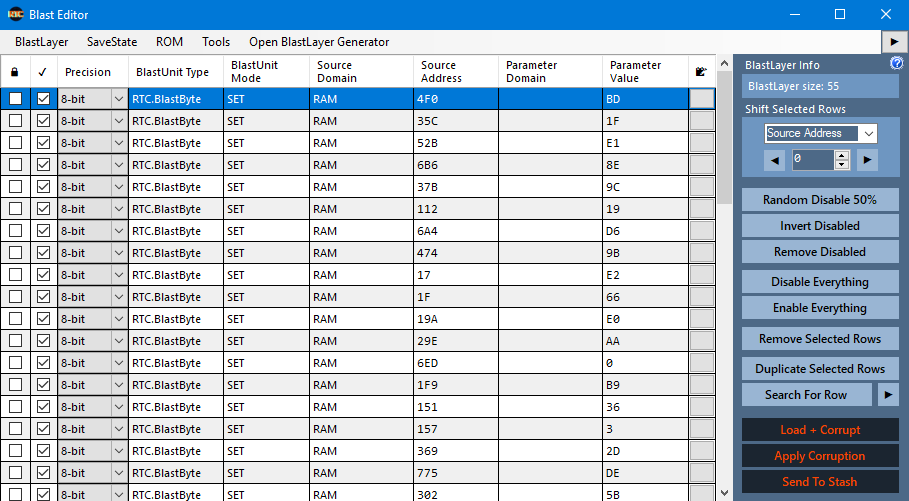 RTC Blast Editor
BlastLayer SaveState ROM Tools Open BlastLayer Generator
Precision BlastUnit Type BlastUnit Mode Source Domain Source Address Parameter Domain Parameter Value
8-bit RTC.BlastByte SET RAM 4F0 BD
8-bit RTC.BlastByte SET RAM 35C 1F
8-bit RTC.BlastByte SET RAM 52B E1
8-bit RTC.BlastByte SET RAM 6B6 8E
8-bit RTC.BlastByte SET RAM 37B 9C
8-bit RTC.BlastByte SET RAM 112 19
8-bit RTC.BlastByte SET RAM 6A4 D6
8-bit RTC.BlastByte SET RAM 474 9B
8-bit RTC.BlastByte SET RAM 17 E2
8-bit RTC.BlastByte SET RAM 1F 66
8-bit RTC.BlastByte SET RAM 19A E0
8-bit RTC.BlastByte SET RAM 29E AA
8-bit RTC.BlastByte SET RAM 6ED 0
8-bit RTC.BlastByte SET RAM 1F9 B9
8-bit RTC.BlastByte SET RAM 151 36
8-bit RTC.BlastByte SET RAM 157 3
8-bit RTC.BlastByte SET RAM 369 2D
8-bit RTC.BlastByte SET RAM 775 DE
8-bit RTC.BlastByte SET RAM 302 5B
BlastLayer Info ?
BlastLayer size: 55
Shift Selected Rows
Source Address
0
Random Disable 50%
Invert Disabled
Remove Disabled
Disable Everything
Enable Everything
Remove Selected Rows
Duplicate Selected Rows
Search For Row
Load + Corrupt
Apply Corruption
Send To Stash